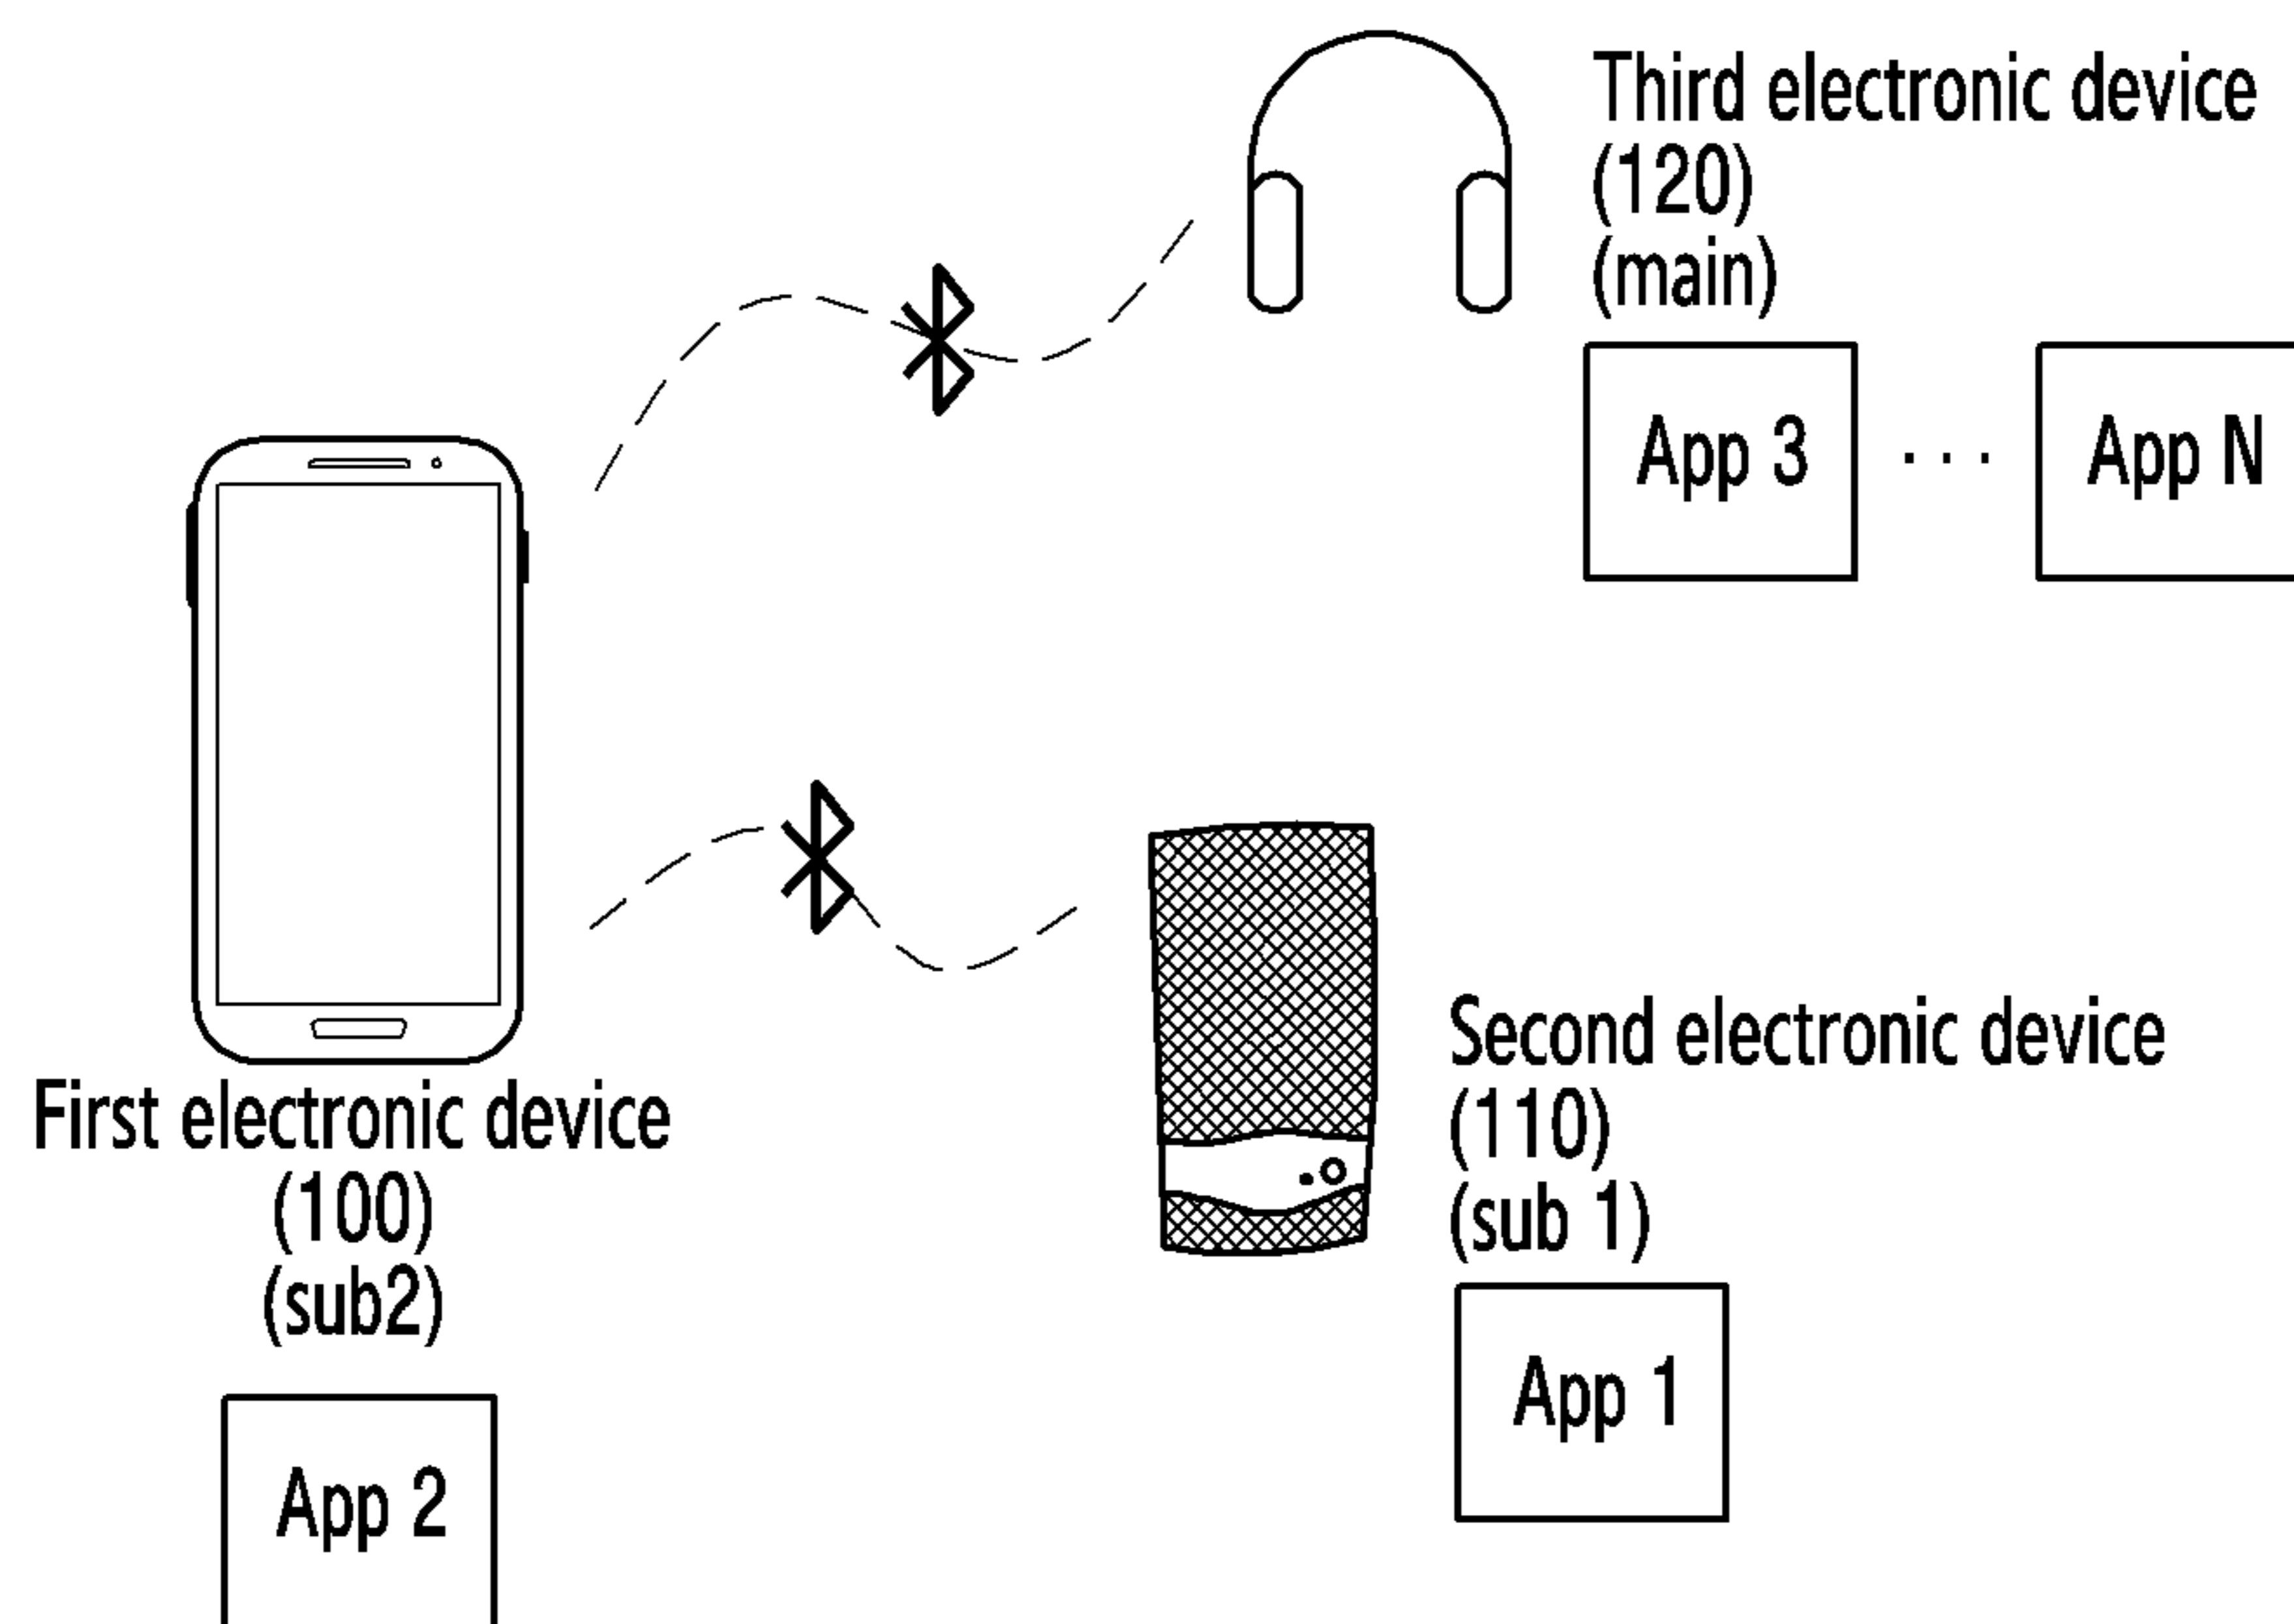 Third electronic device
(120)
(main)
App 3 ... App N
First electronic device
(100)
(sub2)
App 2
Second electronic device
(110)
(sub 1)
App 1